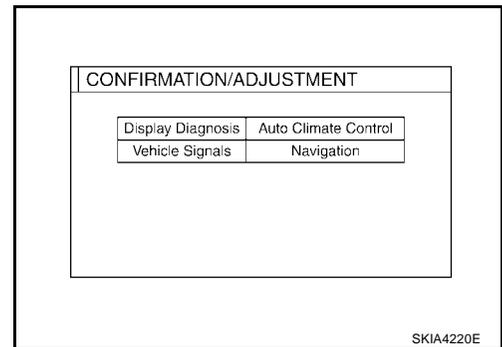 CONFIRMATION/ADJUSTMENT
Display Diagnosis Auto Climate Control
Vehicle Signals Navigation
SKIA4220E